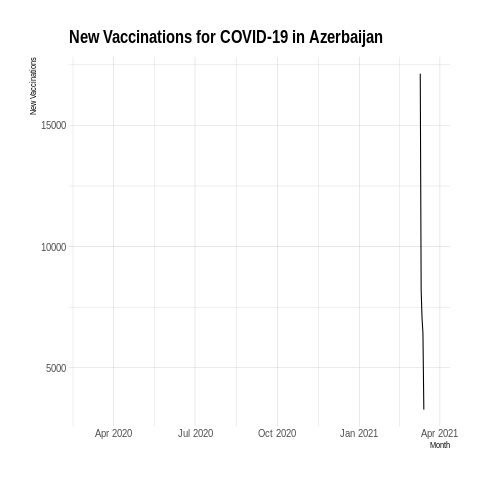 New Vaccinations for COVID-19 in Azerbaijan
New Vaccinations
15000
10000
5000
Apr 2020 Jul 2020 Oct 2020 Jan 2021 Apr 2021
Month